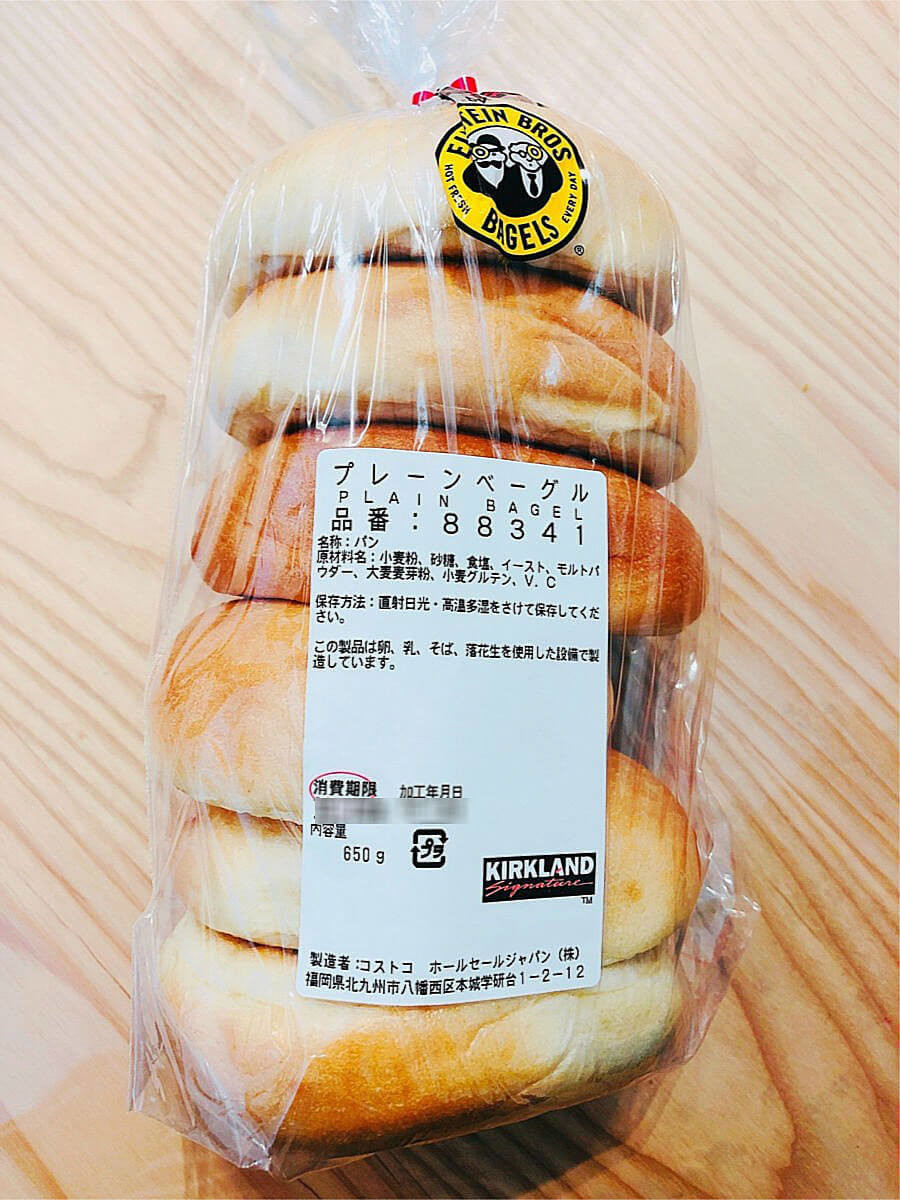 EINSTEIN BROS
HOT FRESH
EVERY DAY
BAGELS
®
プレーンベーグル
PLAIN BAGEL
品番:88341
名称:パン
原材料名:小麦粉、砂糖、食塩、イースト、モルトパ
ウダー、大麦麦芽粉、小麦グルテン、V.C
保存方法:直射日光・高温多湿をさけて保存してくだ
さい。
この製品は卵、乳、そば、落花生を使用した設備で製
造しています。
消費期限 加工年月日
内容量
650g プラ
KIRKLAND
Signature
TM
製造者:コストコ ホールセールジャパン(株)
福岡県北九州市八幡西区本城学研台1-2-12